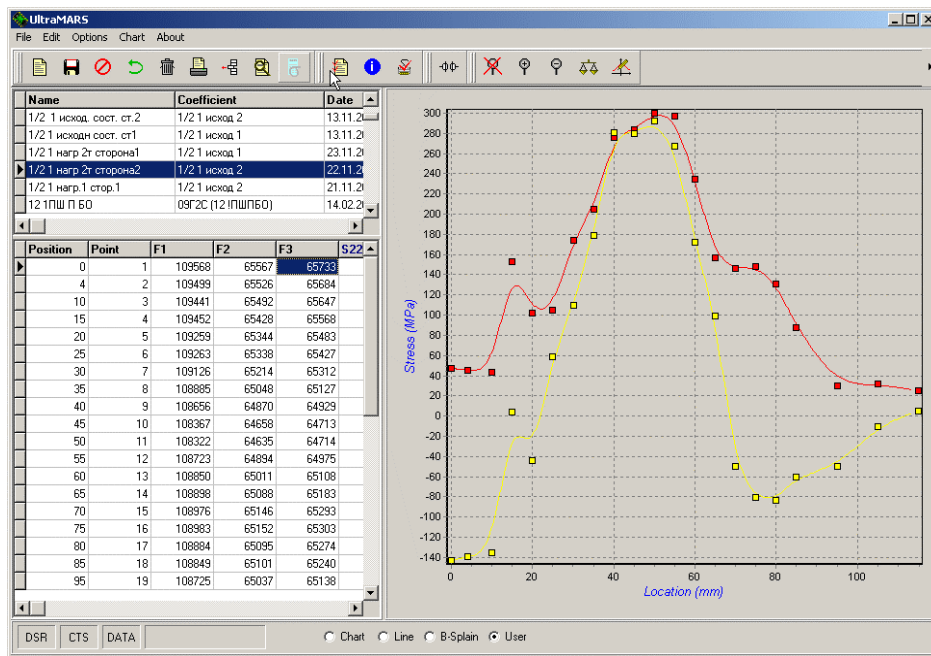 UltraMARS
File Edit Options Chart About
Name Coefficient Date
1/2 1 исход. сост. ст.2 1/2 1 исход 2 13.11.20
1/2 1 исходн сост. ст1 1/2 1 исход 1 13.11.20
1/2 1 нагр 2т сторона1 1/2 1 исход 1 23.11.20
1/2 1 нагр 2т сторона2 1/2 1 исход 2 22.11.20
1/2 1 нагр.1 стор.1 1/2 1 исход 2 21.11.20
12 1ПШ П БО 09Г2С (12 !ПШПБО) 14.02.20
Position Point F1 F2 F3 S22
0 1 109568 65567 65733
4 2 109499 65526 65684
10 3 109441 65492 65647
15 4 109452 65428 65568
20 5 109259 65344 65483
25 6 109263 65338 65427
30 7 109126 65214 65312
35 8 108885 65048 65127
40 9 108656 64870 64929
45 10 108367 64658 64713
50 11 108322 64635 64714
55 12 108723 64894 64975
60 13 108850 65011 65108
65 14 108898 65088 65183
70 15 108976 65146 65293
75 16 108983 65152 65303
80 17 108884 65095 65274
85 18 108849 65101 65240
95 19 108725 65037 65138
300
280
260
240
220
200
180
160
140
120
100
80
60
40
20
0
-20
-40
-60
-80
-100
-120
-140
Stress (MPa)
0 20 40 60 80 100
Location (mm)
DSR CTS DATA
Chart Line B-Splain User